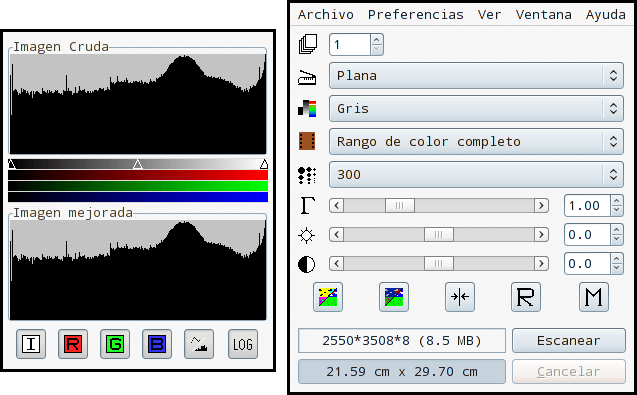 Imagen Cruda
Imagen mejorada
I R G B LOG
Archivo Preferencias Ver Ventana Ayuda
1
Plana
Gris
Rango de color completo
300
Γ 1.00
0.0
0.0
R M
2550*3508*8 (8.5 MB) Escanear
21.59 cm x 29.70 cm Cancelar